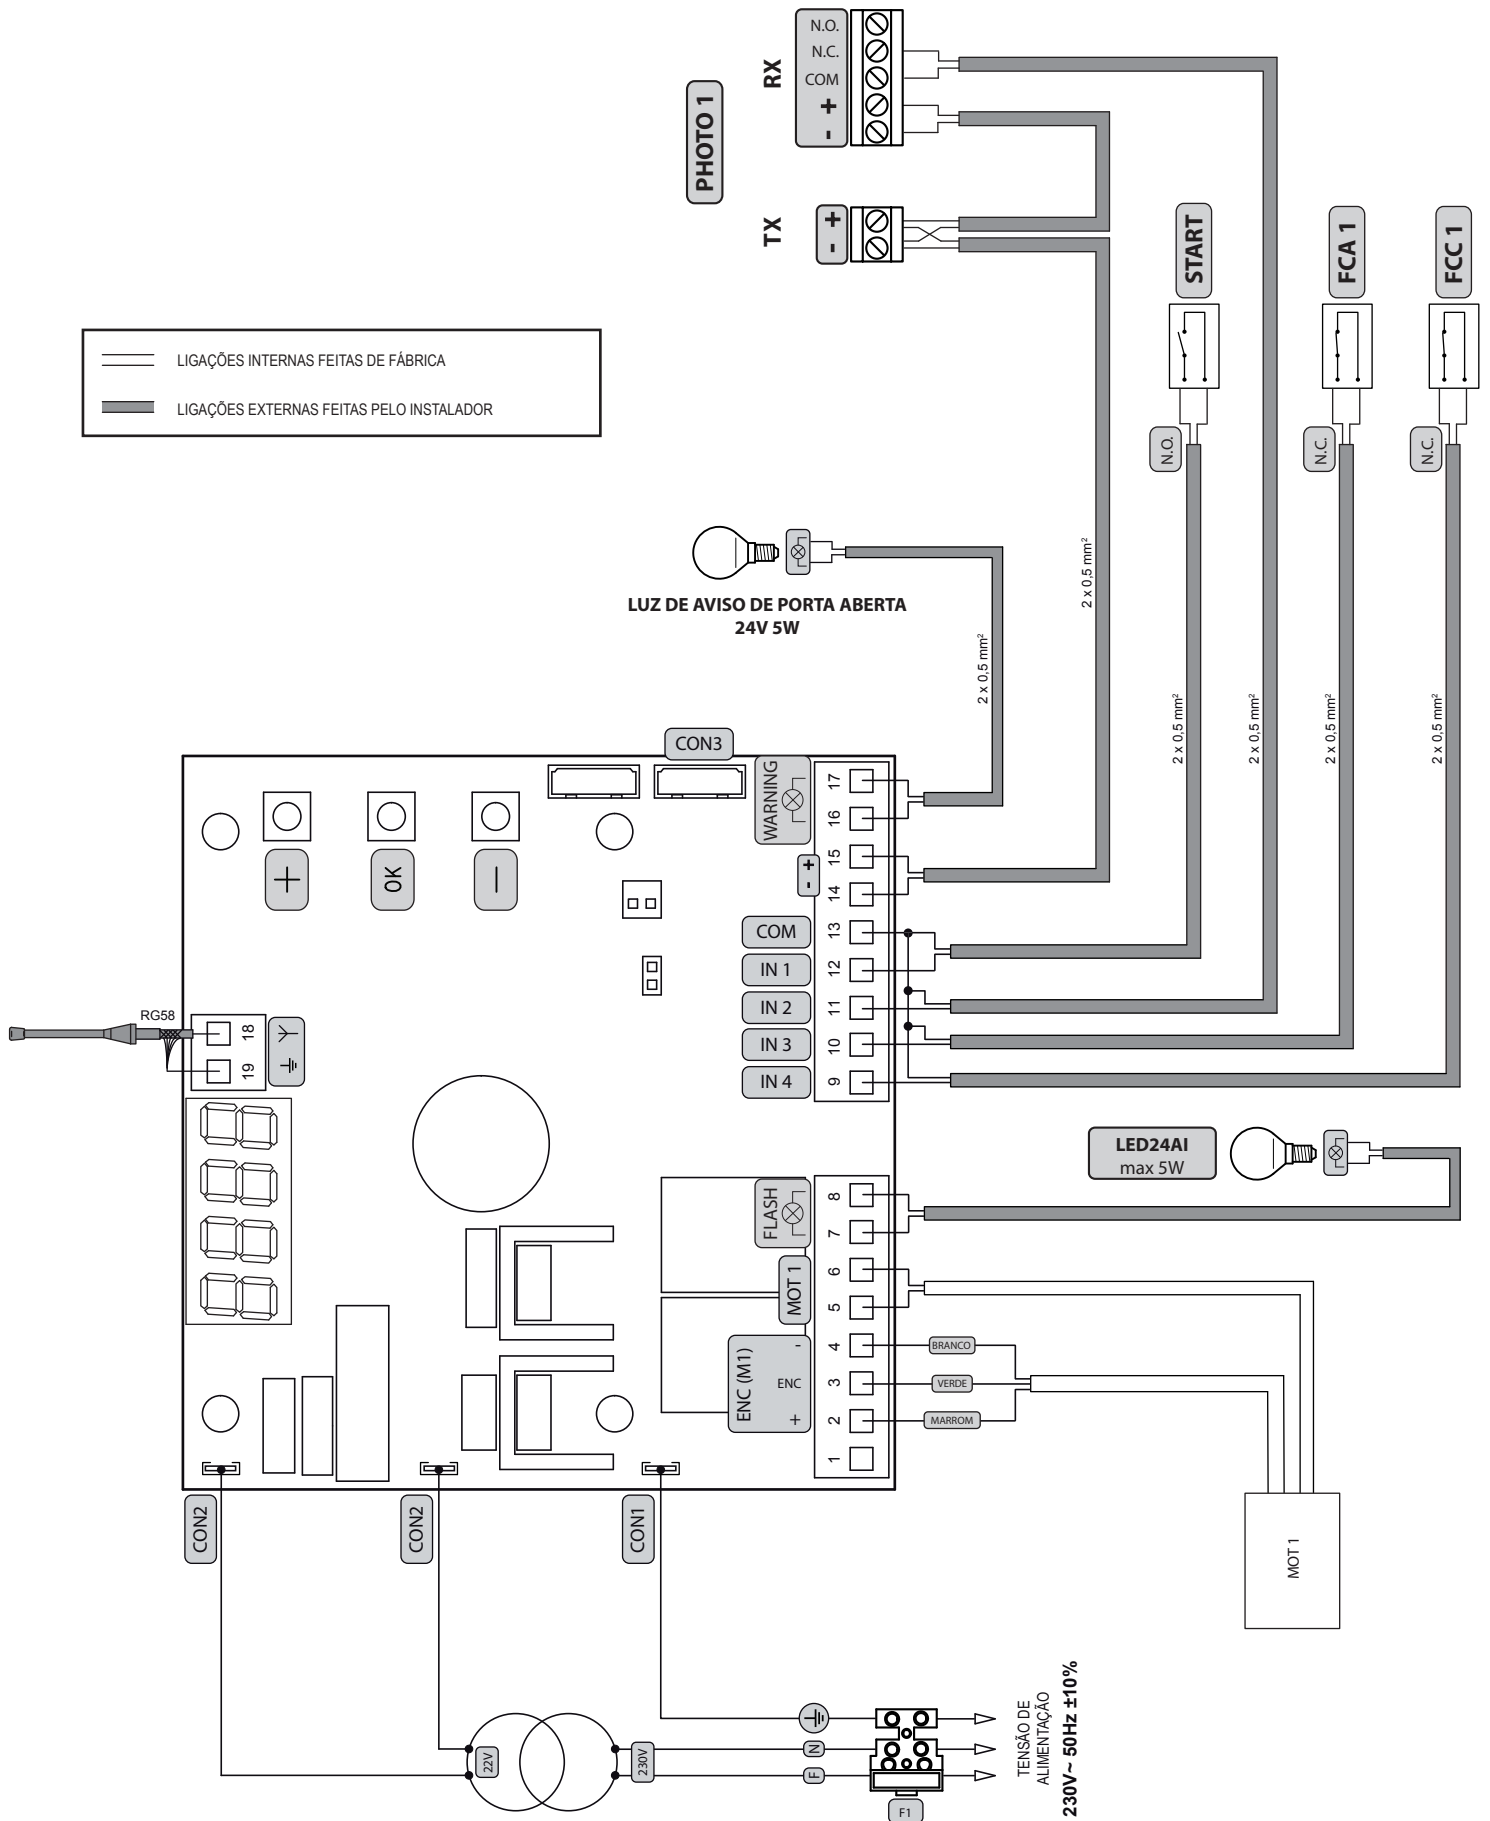 N.O.
N.C.
COM
+
-
RX
PHOTO 1
TX
+
-
START
FCA 1
FCC 1
N.O.
N.C.
N.C.
LIGAÇÕES INTERNAS FEITAS DE FÁBRICA
LIGAÇÕES EXTERNAS FEITAS PELO INSTALADOR
LUZ DE AVISO DE PORTA ABERTA
24V 5W
2 x 0,5 mm²
2 x 0,5 mm²
2 x 0,5 mm²
2 x 0,5 mm²
2 x 0,5 mm²
2 x 0,5 mm²
CON3
WARNING
17
16
- +
15
14
+
OK
−
COM
13
IN 1
12
IN 2
11
IN 3
10
IN 4
9
RG58
18
19
LED24AI
max 5W
FLASH
8
7
MOT 1
6
5
ENC (M1)
-
ENC
+
4
3
2
1
BRANCO
VERDE
MARROM
CON2
CON2
CON1
MOT 1
22V
230V
N
F
F1
TENSÃO DE
ALIMENTAÇÃO
230V~ 50Hz ±10%